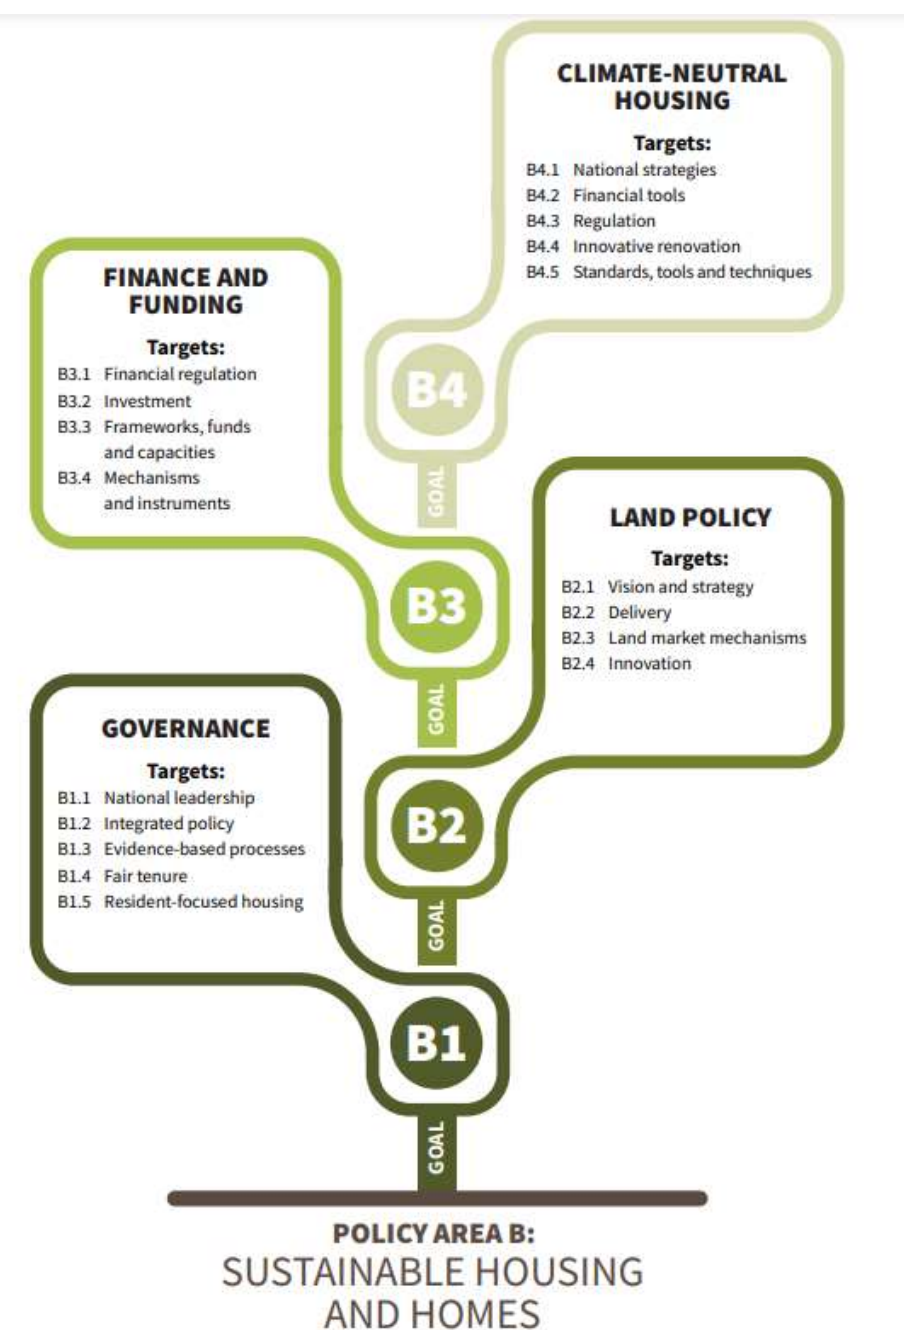 CLIMATE-NEUTRAL
HOUSING
Targets:
B4.1 National strategies
B4.2 Financial tools
B4.3 Regulation
B4.4 Innovative renovation
B4.5 Standards, tools and techniques
B4
GOAL
FINANCE AND
FUNDING
Targets:
B3.1 Financial regulation
B3.2 Investment
B3.3 Frameworks, funds
and capacities
B3.4 Mechanisms
and instruments
B3
GOAL
LAND POLICY
Targets:
B2.1 Vision and strategy
B2.2 Delivery
B2.3 Land market mechanisms
B2.4 Innovation
B2
GOAL
GOVERNANCE
Targets:
B1.1 National leadership
B1.2 Integrated policy
B1.3 Evidence-based processes
B1.4 Fair tenure
B1.5 Resident-focused housing
B1
GOAL
POLICY AREA B:
SUSTAINABLE HOUSING
AND HOMES